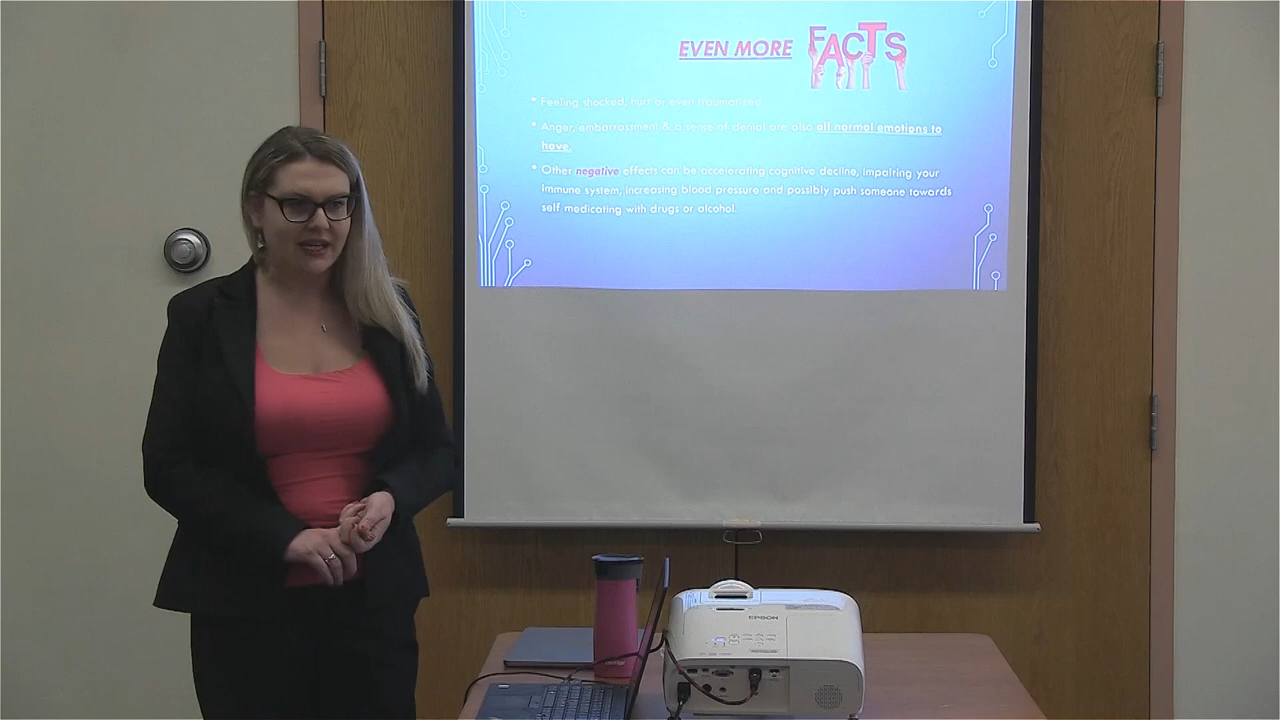 EVEN MORE FACTS
• Feeling shocked, hurt or even traumatized.
• Anger, embarrassment & a sense of denial are also all normal emotions to
have.
• Other negative effects can be accelerating cognitive decline, impairing your
immune system, increasing blood pressure and possibly push someone towards
self medicating with drugs or alcohol.
EPSON